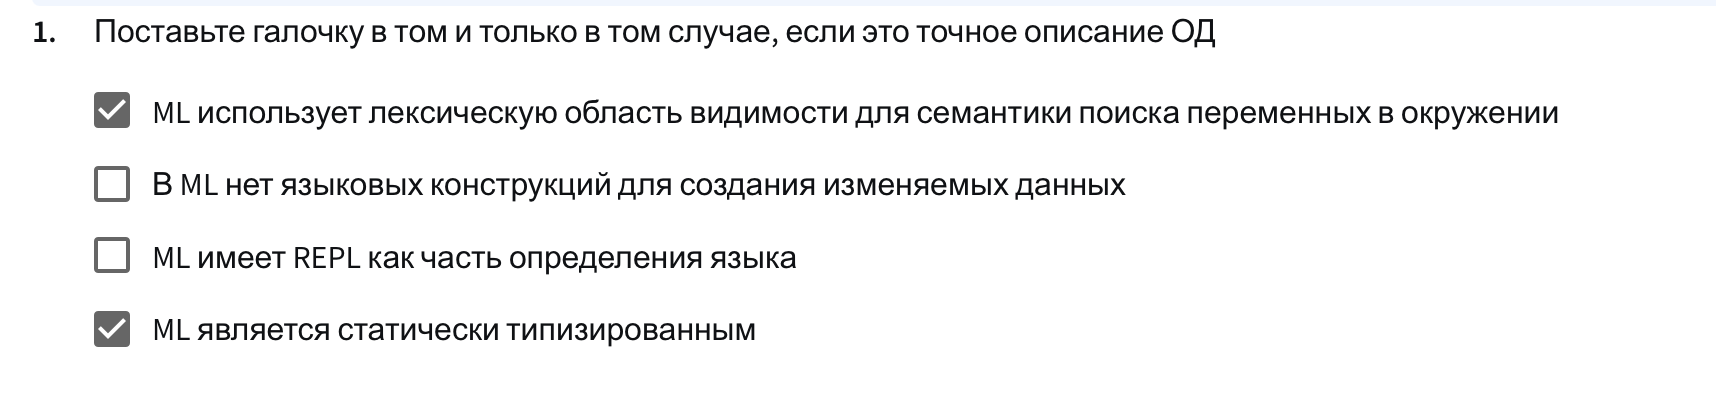 1. Поставьте галочку в том и только в том случае, если это точное описание ОД
ML использует лексическую область видимости для семантики поиска переменных в окружении
В ML нет языковых конструкций для создания изменяемых данных
ML имеет REPL как часть определения языка
ML является статически типизированным